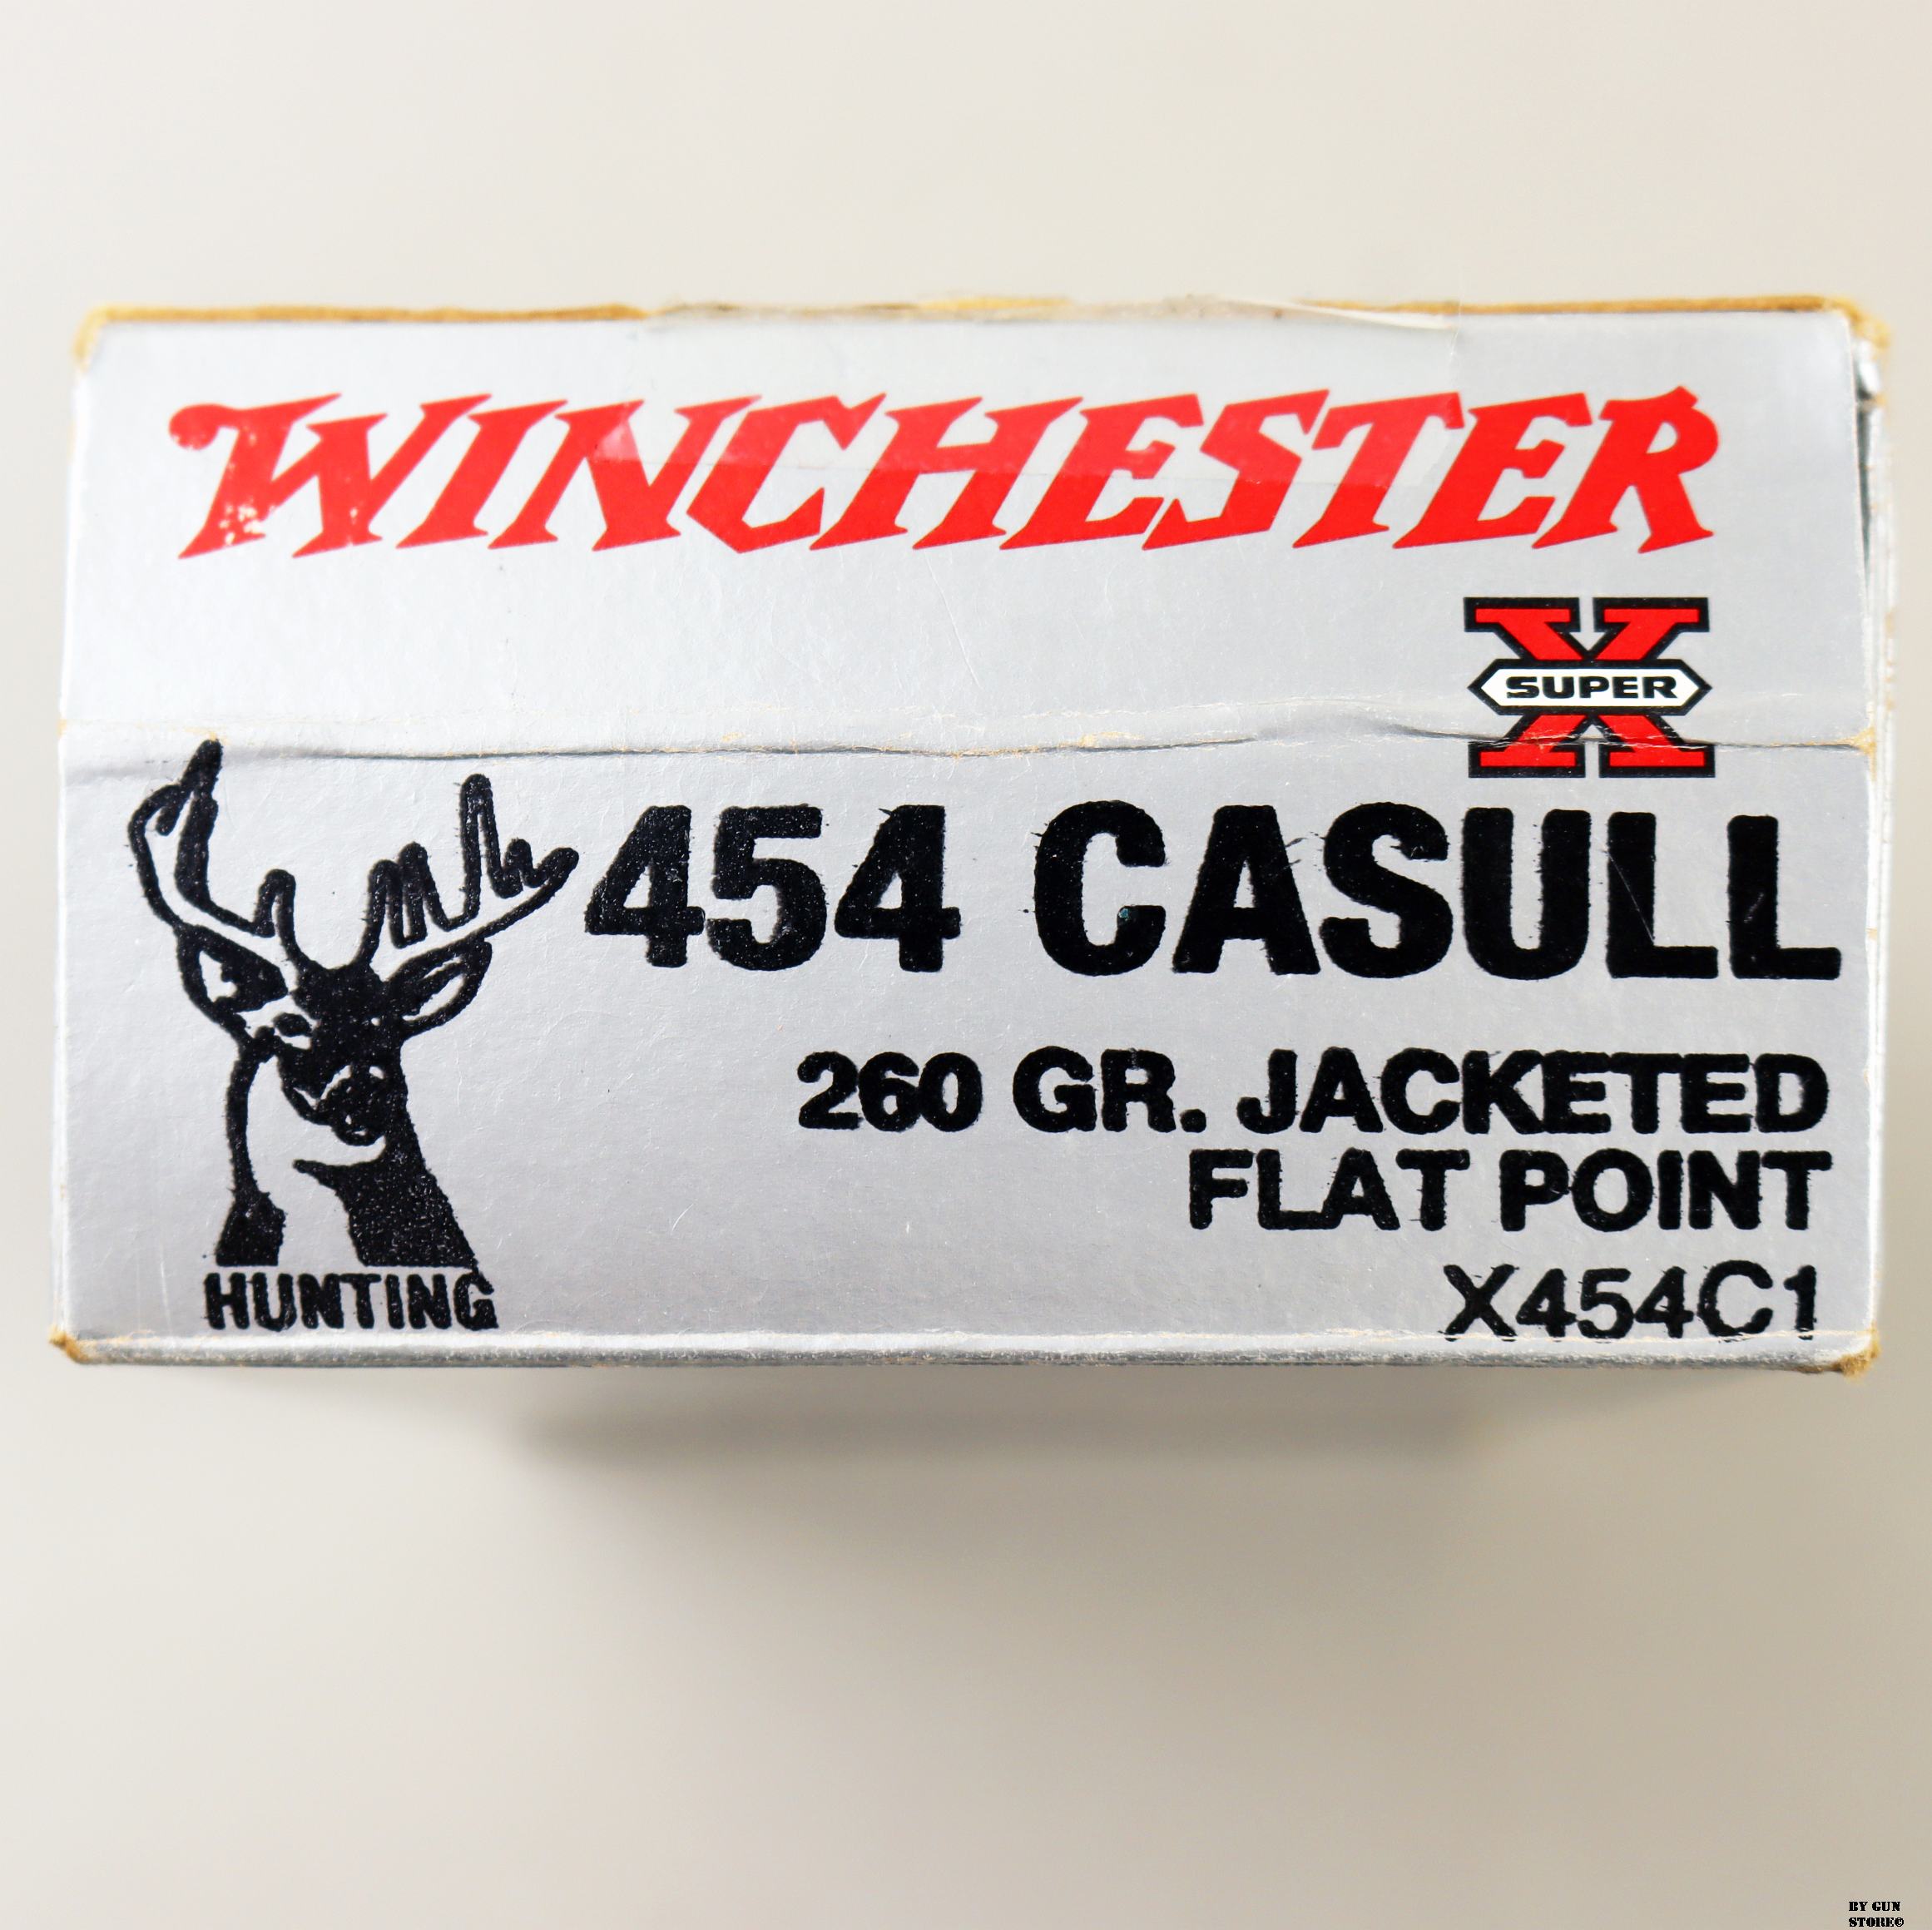 WINCHESTER
SUPER
X
454 CASULL
260 GR. JACKETED
FLAT POINT
HUNTING
X454C1
BY GUN
STORE©